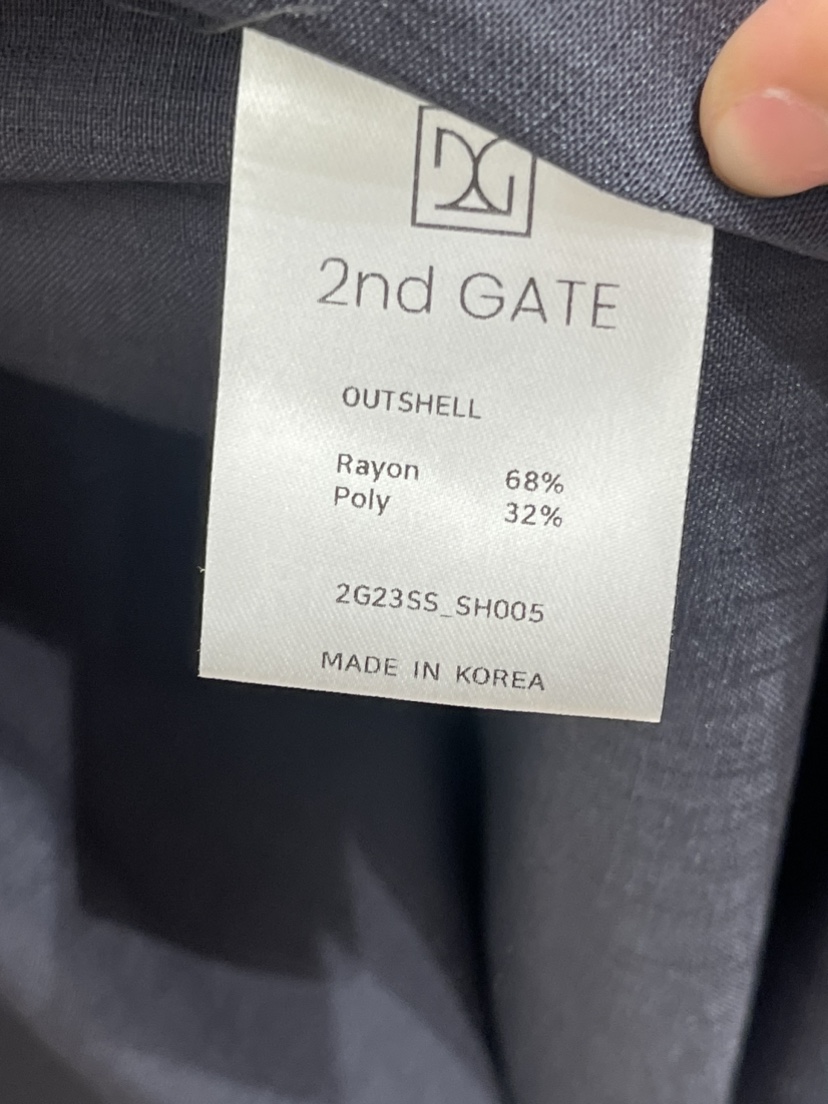 2nd GATE
OUTSHELL
Rayon 68%
Poly 32%
2G23SS_SH005
MADE IN KOREA